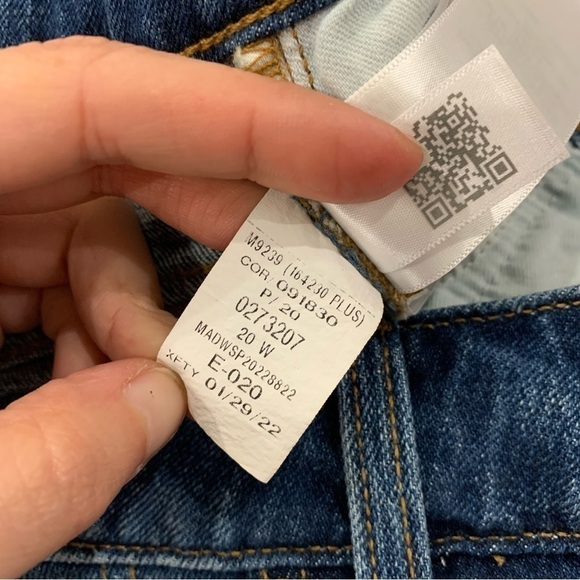 M9239 (164230 PLUS)
COR. 091830
P/ 20
0273207
20 W
MADWSP20228822
E-020
XFTY 01/29/22